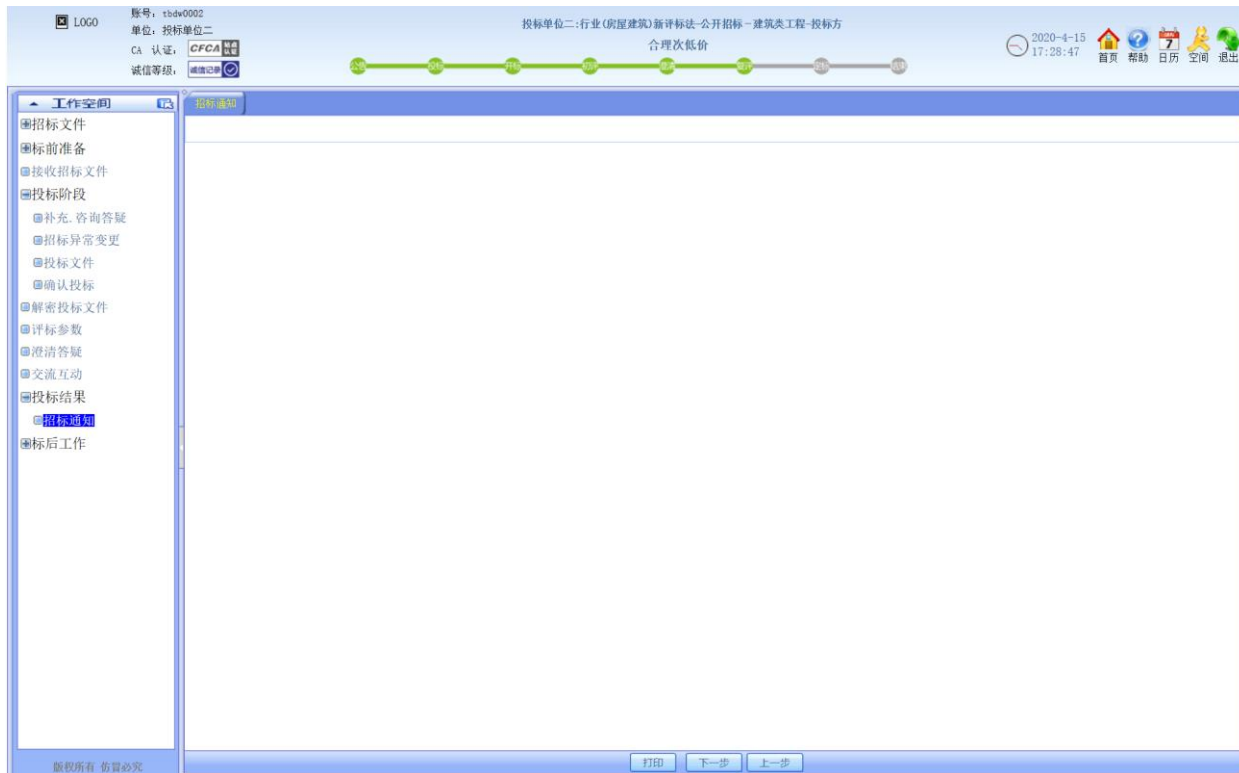 LOGO
账号: tbdw0002
单位: 投标单位二
CA 认证:
CFCA
诚信等级:
诚信记录
投标单位二:行业(房屋建筑)新评标法-公开招标-建筑类工程-投标方
合理次低价
2020-4-15
17:28:47
7
首页 帮助 日历 空间 退出
工作空间
招标通知
招标文件
标前准备
接收招标文件
投标阶段
补充.咨询答疑
招标异常变更
投标文件
确认投标
解密投标文件
评标参数
澄清答疑
交流互动
投标结果
招标通知
标后工作
版权所有 仿冒必究
打印 下一步 上一步